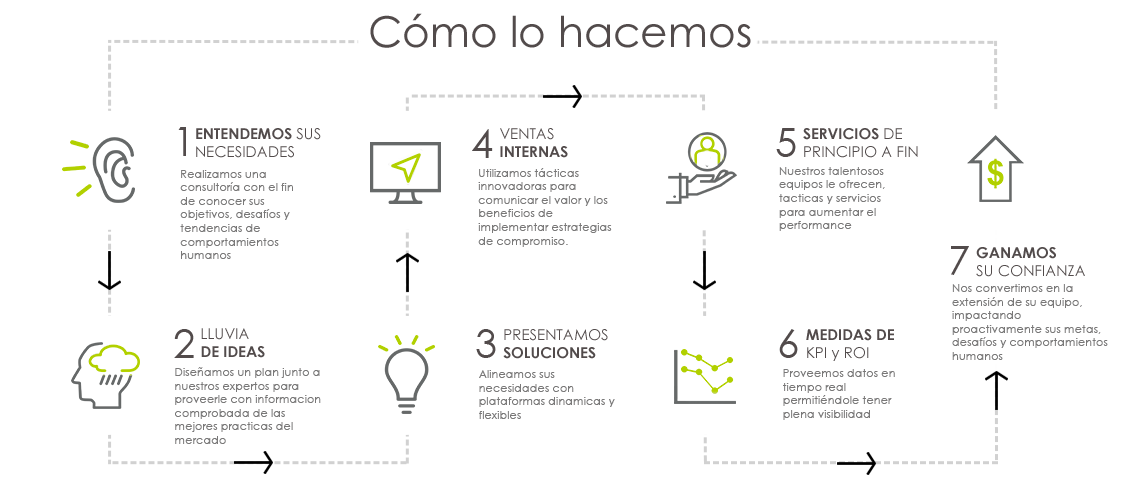 Cómo lo hacemos
1 ENTENDEMOS SUS
NECESIDADES
Realizamos una
consultoría con el fin
de conocer sus
objetivos, desafíos y
tendencias de
comportamientos
humanos
2 LLUVIA
DE IDEAS
Diseñamos un plan junto a
nuestros expertos para
proveerle con informacion
comprobada de las
mejores practicas del
mercado
3 PRESENTAMOS
SOLUCIONES
Alineamos sus
necesidades con
plataformas dinamicas y
flexibles
4 VENTAS
INTERNAS
Utilizamos tácticas
innovadoras para
comunicar el valor y los
beneficios de
implementar estrategias
de compromiso.
5 SERVICIOS DE
PRINCIPIO A FIN
Nuestros talentosos
equipos le ofrecen,
tacticas y servicios
para aumentar el
performance
6 MEDIDAS DE
KPI y ROI
Proveemos datos en
tiempo real
permitiéndole tener
plena visibilidad
$
7 GANAMOS
SU CONFIANZA
Nos convertimos en la
extensión de su equipo,
impactando
proactivamente sus metas,
desafíos y comportamientos
humanos